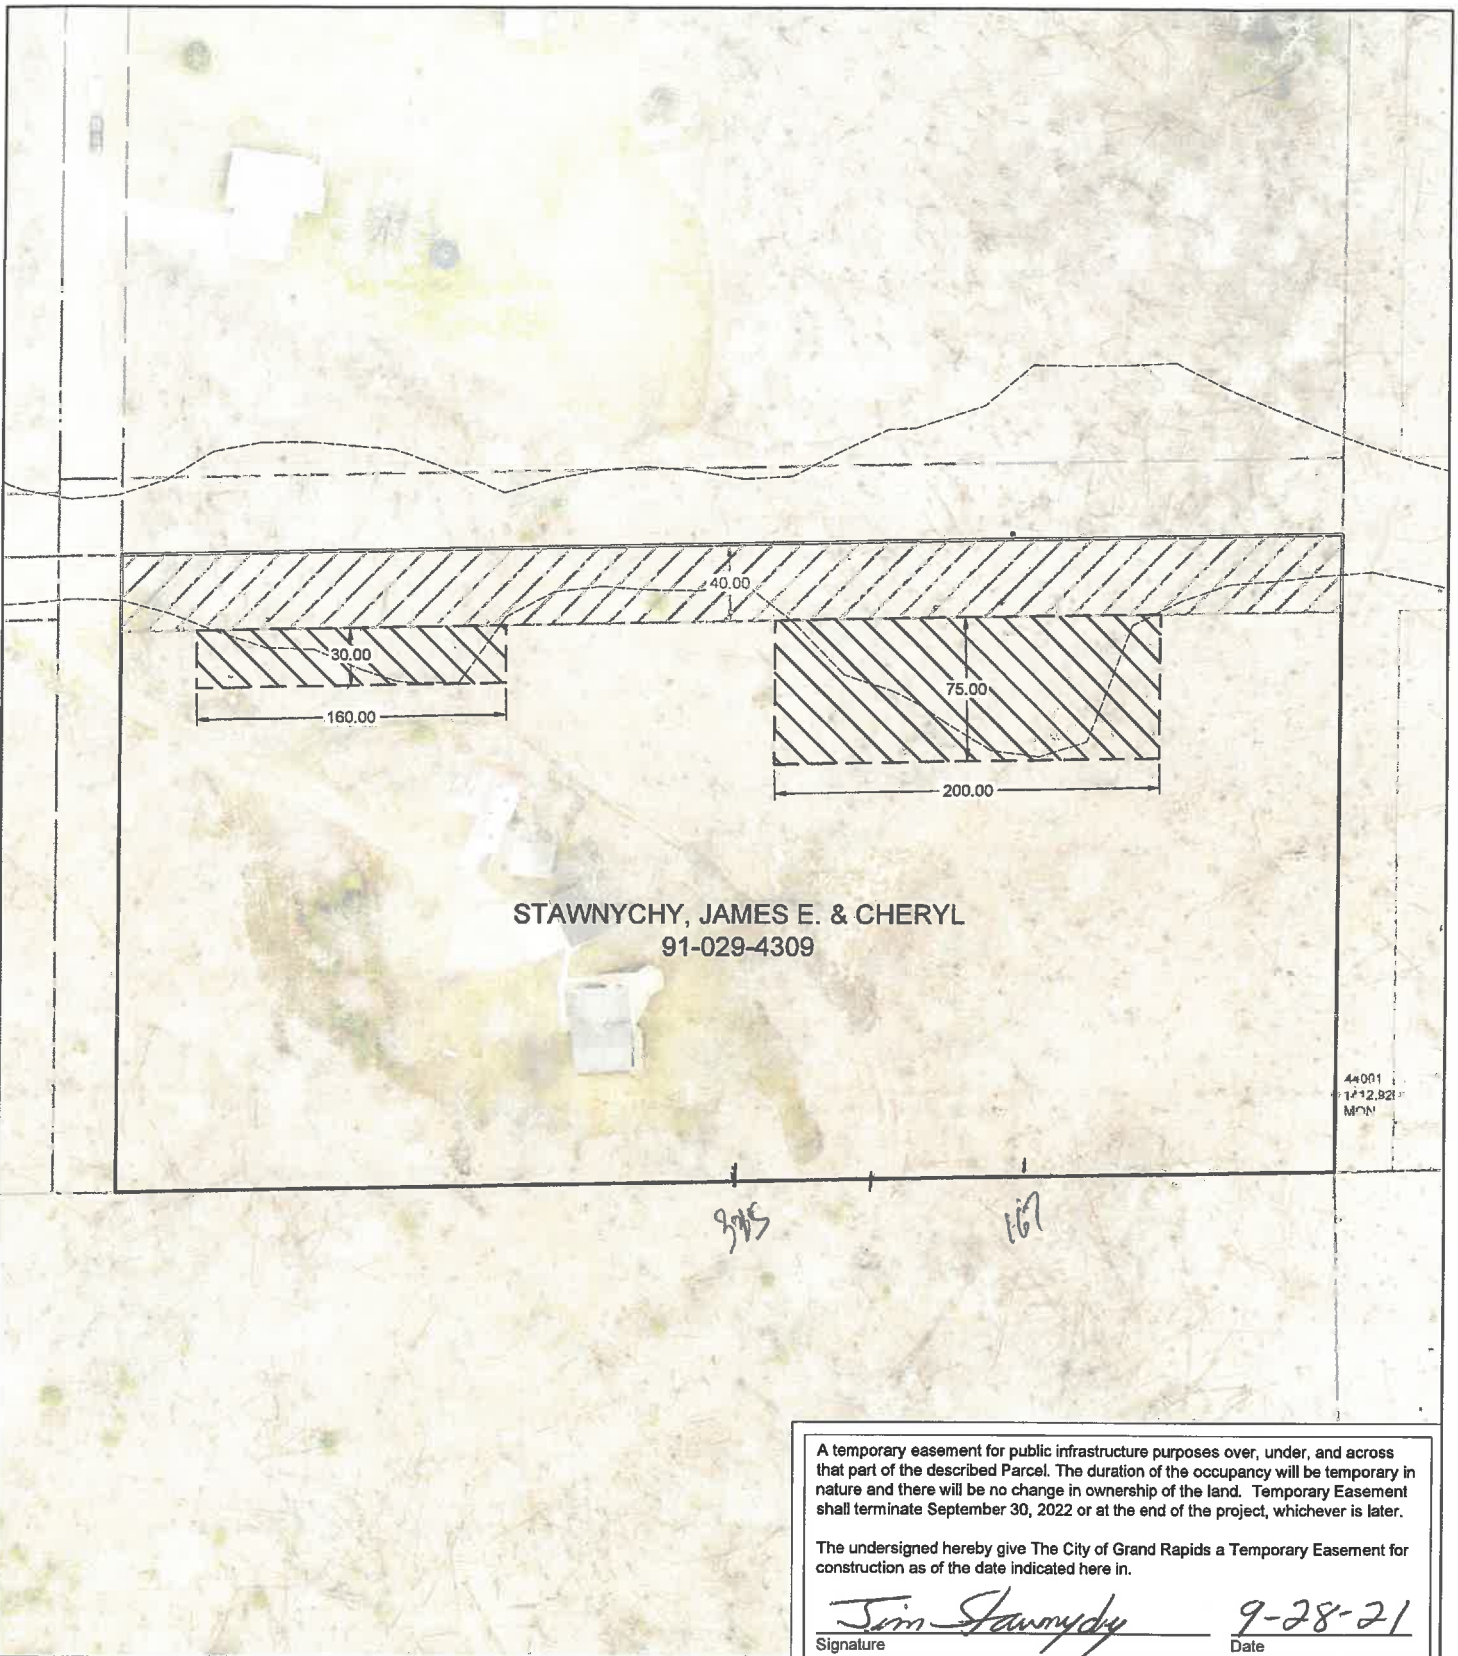 40.00
30.00
160.00
75.00
200.00
STAWNYCHY, JAMES E. & CHERYL
91-029-4309
44001
MON
167
A temporary easement for public infrastructure purposes over, under, and across
that part of the described Parcel. The duration of the occupancy will be temporary in
nature and there will be no change in ownership of the land. Temporary Easement
shall terminate September 30, 2022 or at the end of the project, whichever is later.
The undersigned hereby give The City of Grand Rapids a Temporary Easement for
construction as of the date indicated here in.
Jim Stawnychy 9-28-21
Signature Date